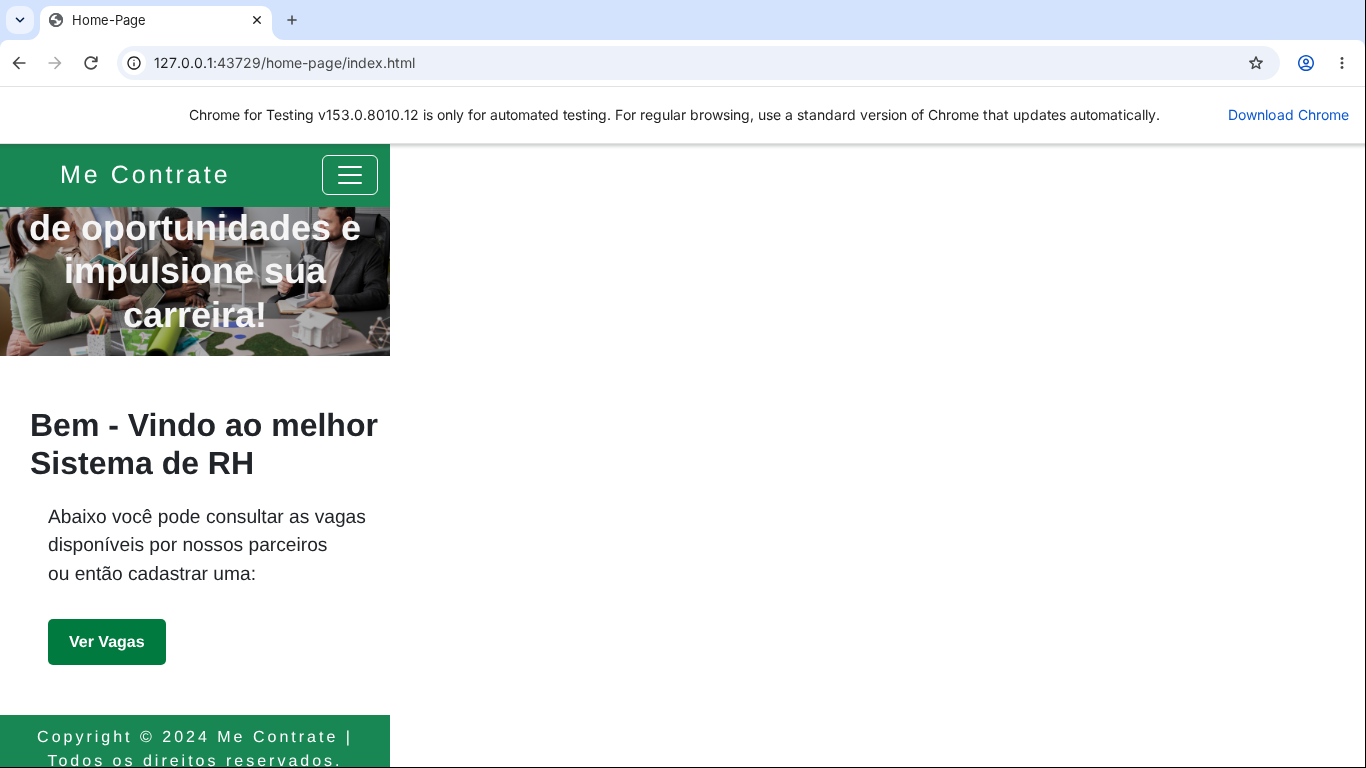 Home-Page
127.0.0.1:43729/home-page/index.html
Chrome for Testing v153.0.8010.12 is only for automated testing. For regular browsing, use a standard version of Chrome that updates automatically.
Download Chrome
Me Contrate
de oportunidades e
impulsione sua
carreira!
Bem - Vindo ao melhor
Sistema de RH
Abaixo você pode consultar as vagas
disponíveis por nossos parceiros
ou então cadastrar uma:
Ver Vagas
Copyright © 2024 Me Contrate |
Todos os direitos reservados.